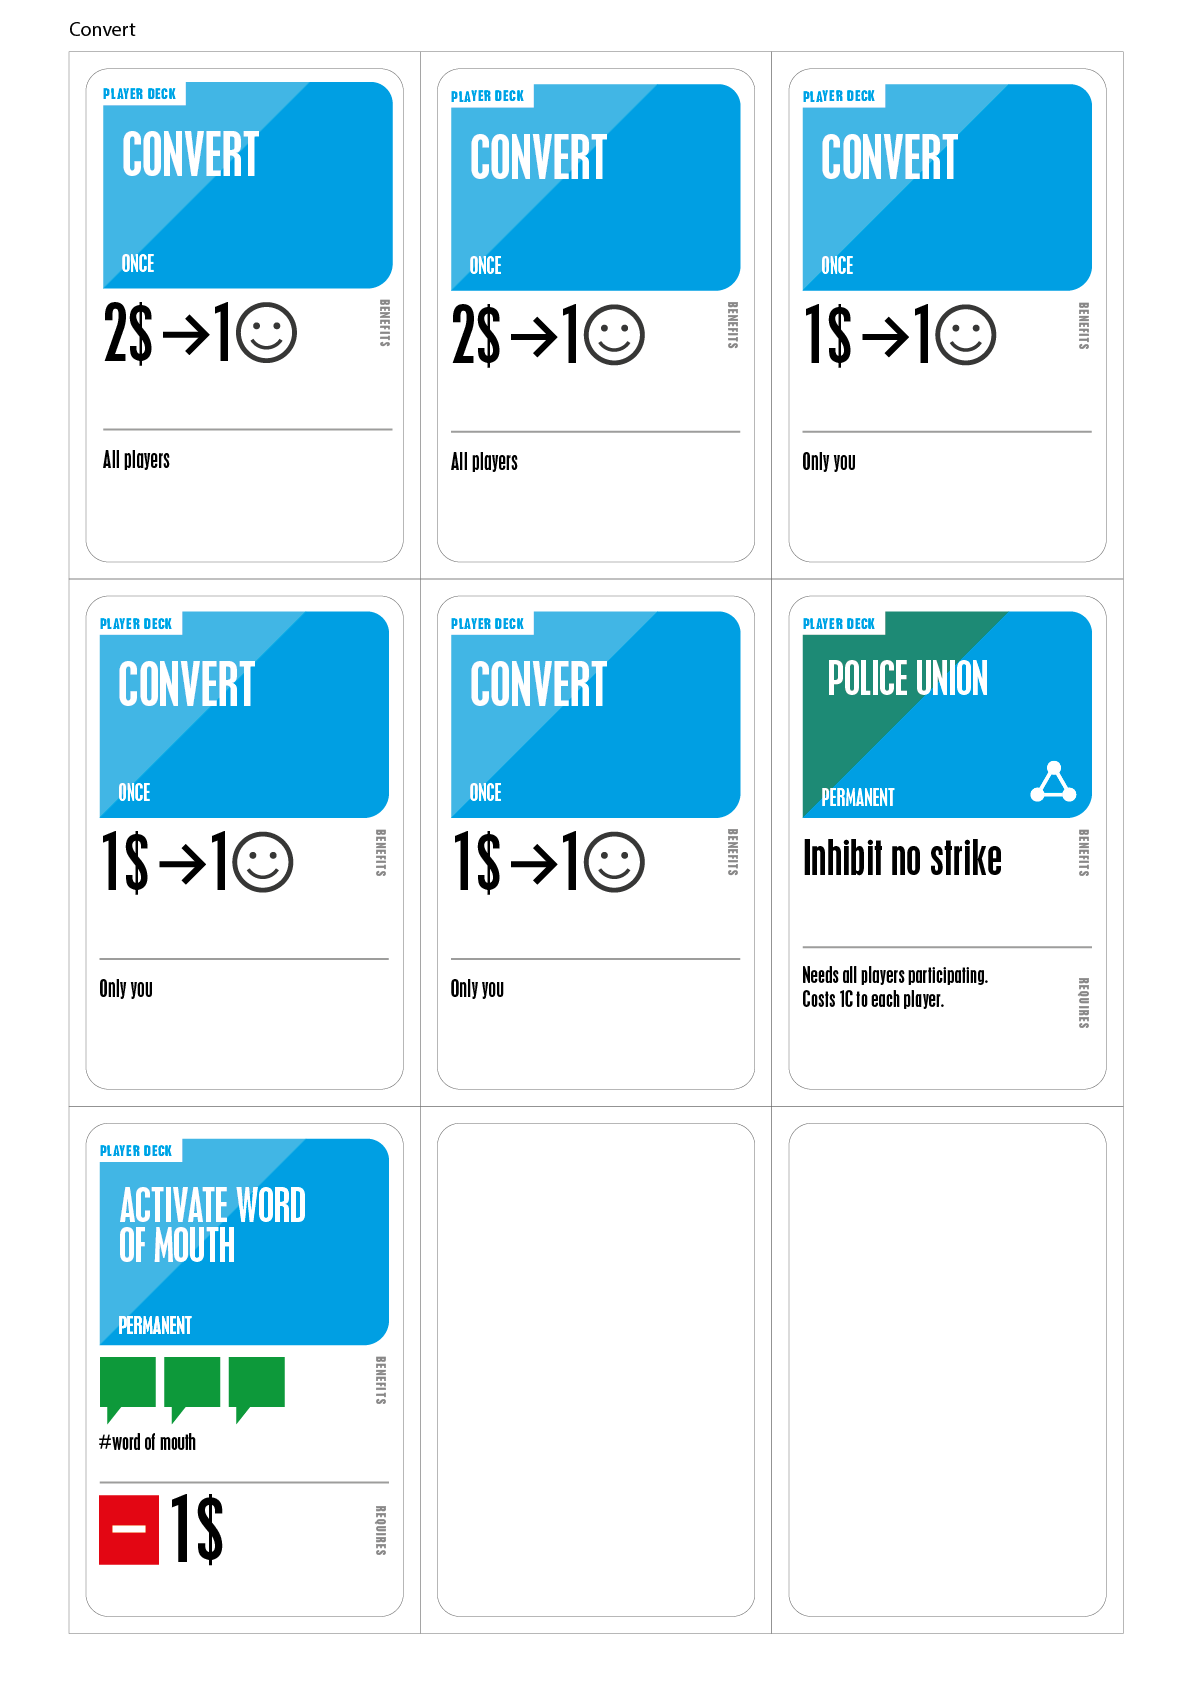 Convert
PLAYER DECK
CONVERT
ONCE
2$ →1
BENEFITS
All players
PLAYER DECK
CONVERT
ONCE
2$ →1
BENEFITS
All players
PLAYER DECK
CONVERT
ONCE
1$ →1
BENEFITS
Only you
PLAYER DECK
CONVERT
ONCE
1$ →1
BENEFITS
Only you
PLAYER DECK
CONVERT
ONCE
1$ →1
BENEFITS
Only you
PLAYER DECK
POLICE UNION
PERMANENT
Inhibit no strike
BENEFITS
Needs all players participating.
Costs 1C to each player.
REQUIRES
PLAYER DECK
ACTIVATE WORD
OF MOUTH
PERMANENT
BENEFITS
#word of mouth
1$
REQUIRES